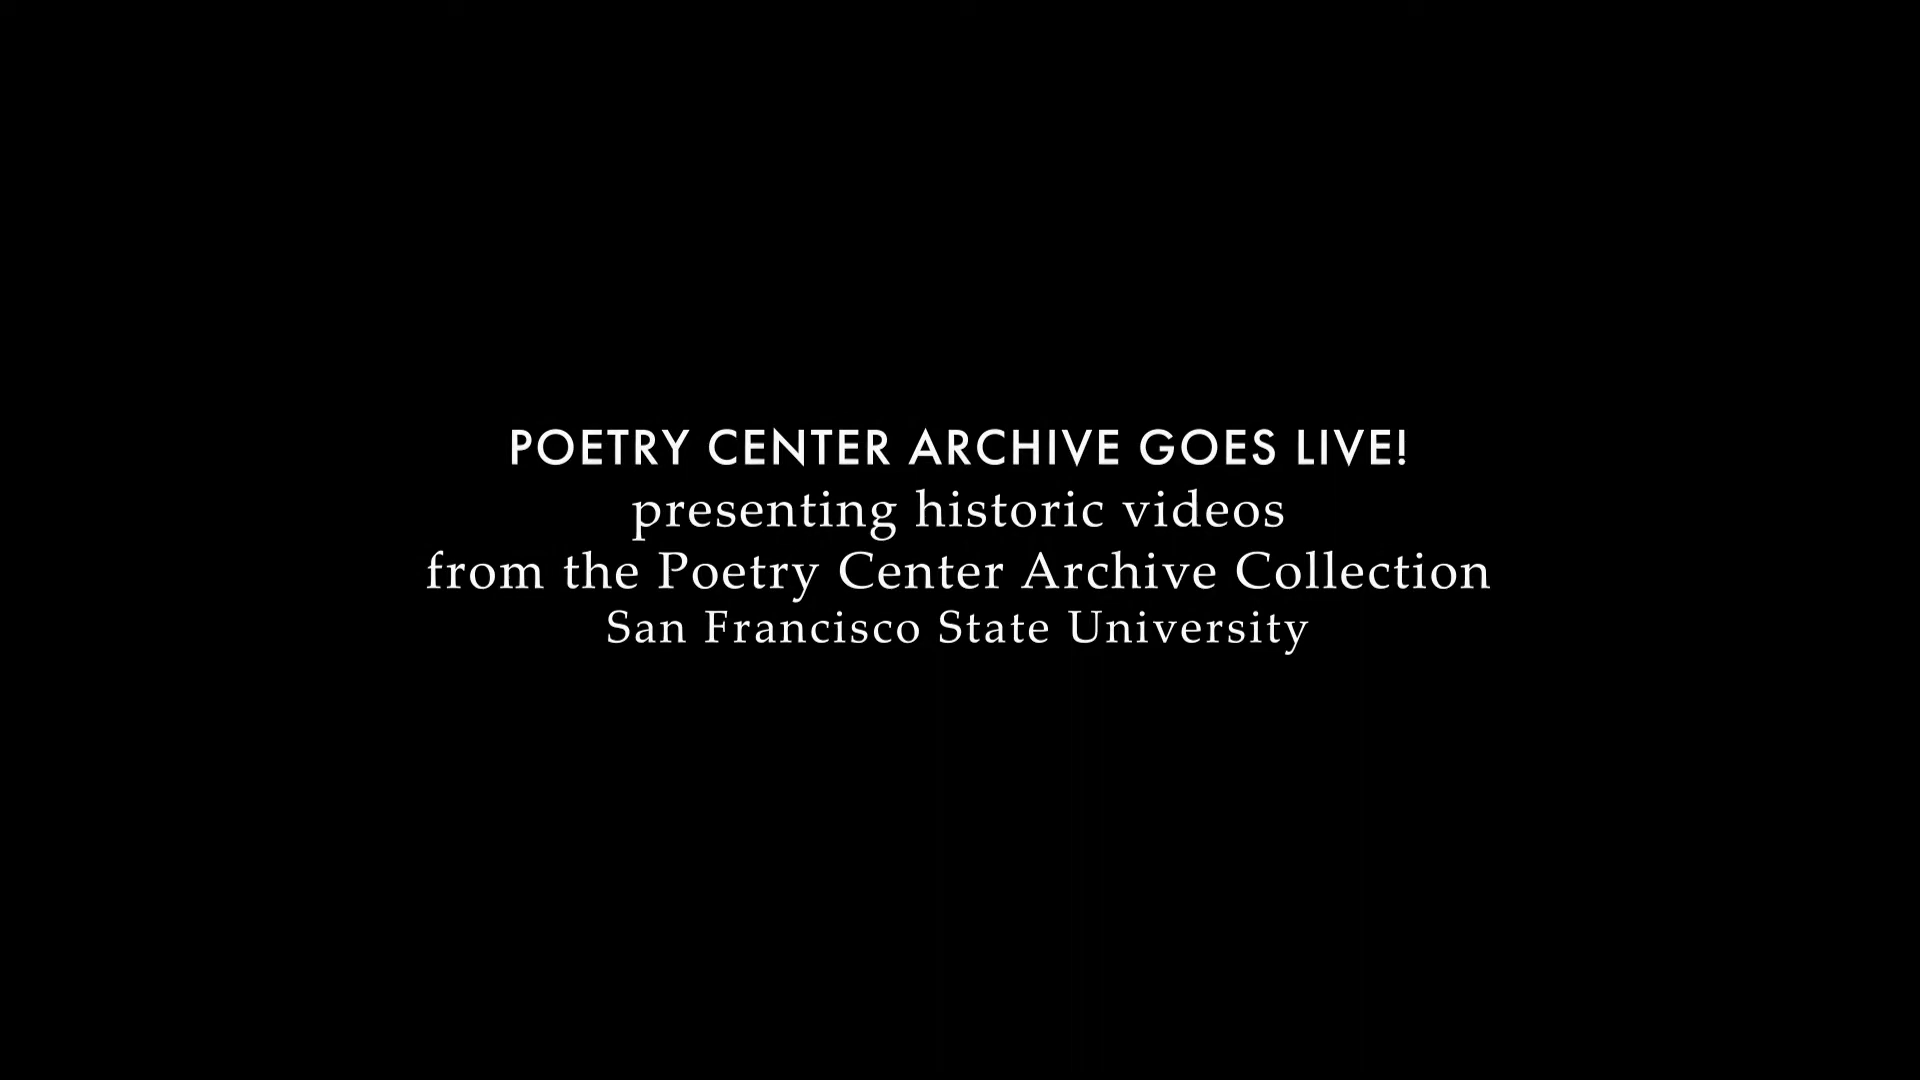 POETRY CENTER ARCHIVE GOES LIVE!
presenting historic videos
from the Poetry Center Archive Collection
San Francisco State University